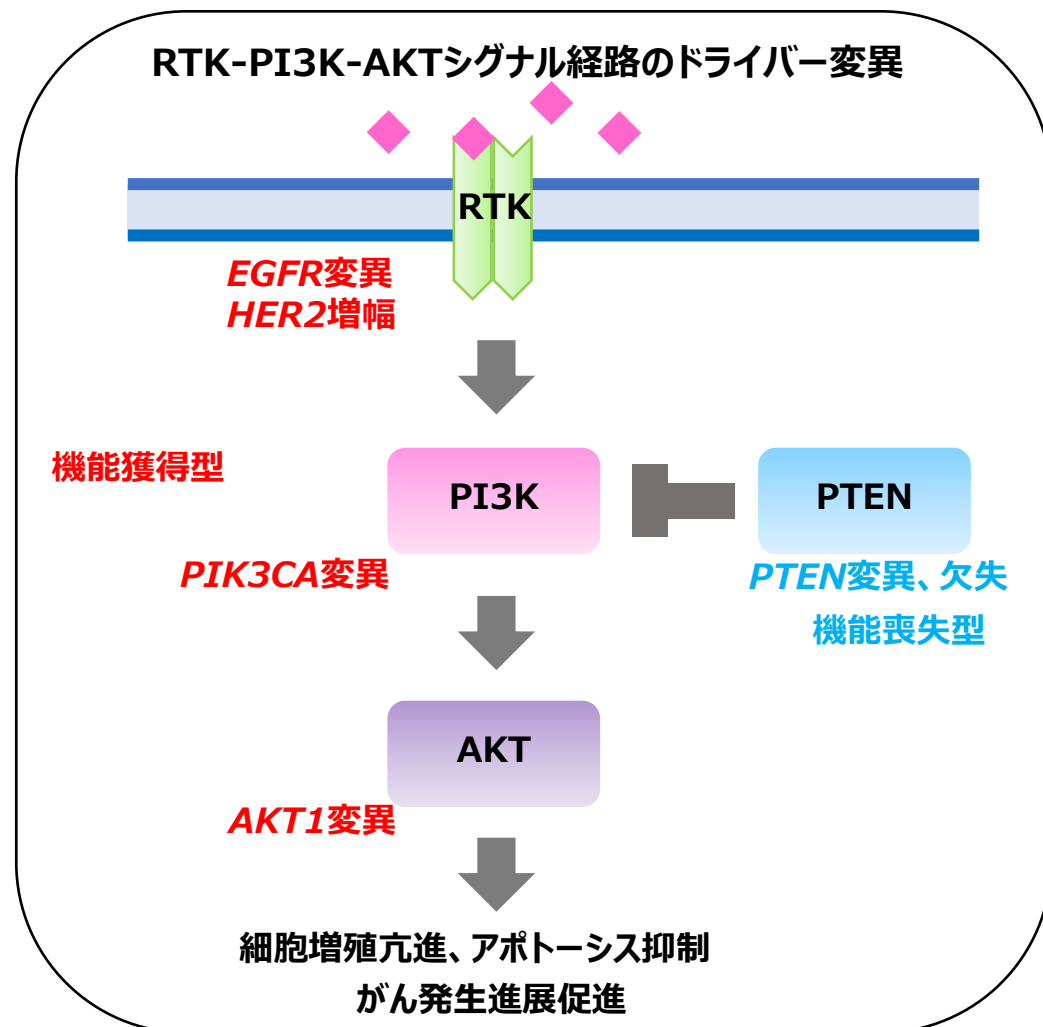 RTK-PI3K-AKTシグナル経路のドライバー変異
RTK
EGFR変異
HER2増幅
機能獲得型
PI3K
PTEN
PIK3CA変異
PTEN変異、欠失
機能喪失型
AKT
AKT1変異
細胞増殖亢進、アポトーシス抑制
がん発生進展促進